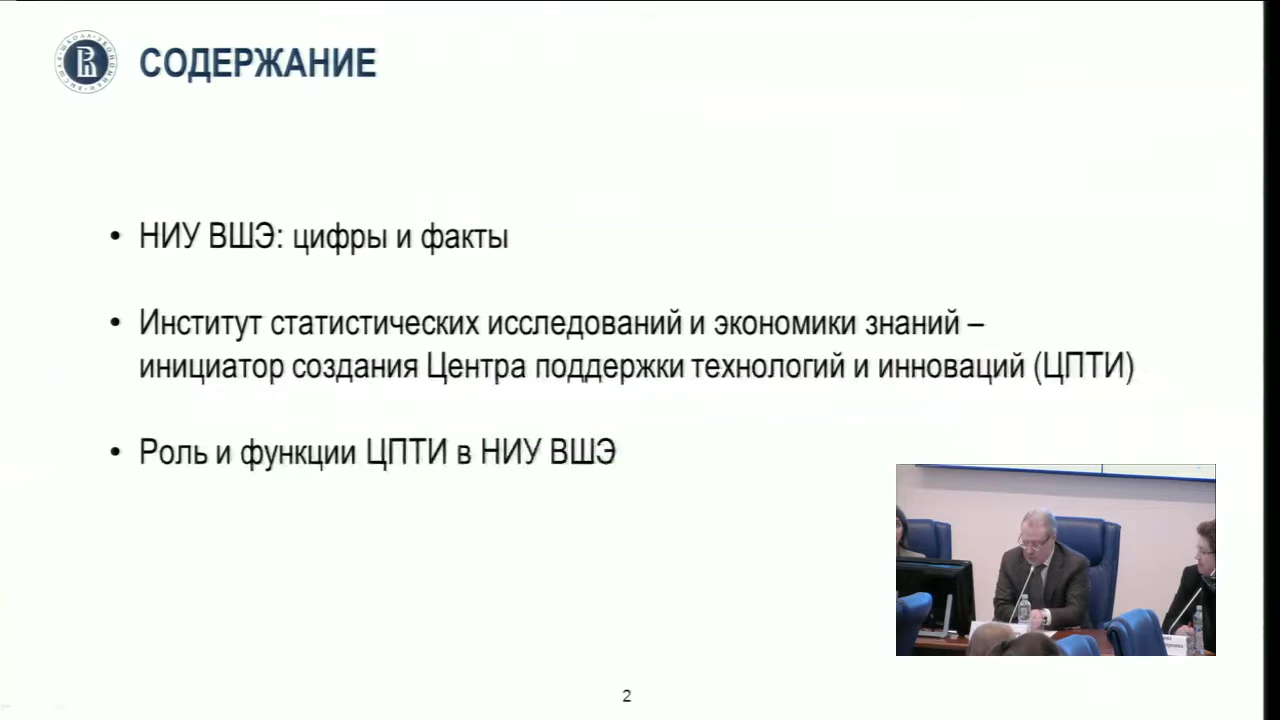 СОДЕРЖАНИЕ
• НИУ ВШЭ: цифры и факты
• Институт статистических исследований и экономики знаний –
инициатор создания Центра поддержки технологий и инноваций (ЦПТИ)
• Роль и функции ЦПТИ в НИУ ВШЭ
2